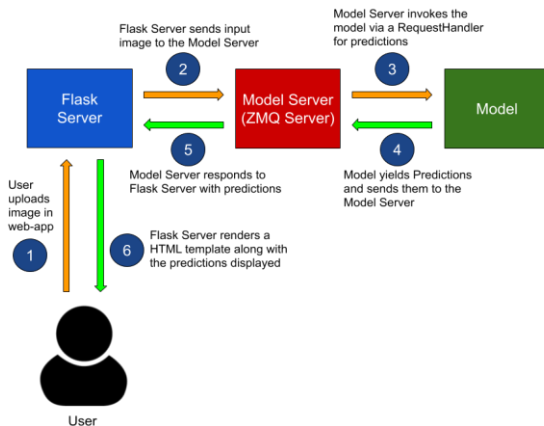 Flask Server sends input
image to the Model Server
2
Model Server invokes the
model via a RequestHandler
for predictions
3
Flask
Server
Model Server
(ZMQ Server)
Model
5
Model Server responds to
Flask Server with predictions
4
Model yields Predictions
and sends them to the
Model Server
User
uploads
image in
web-app
1
6
Flask Server renders a
HTML template along with
the predictions displayed
User